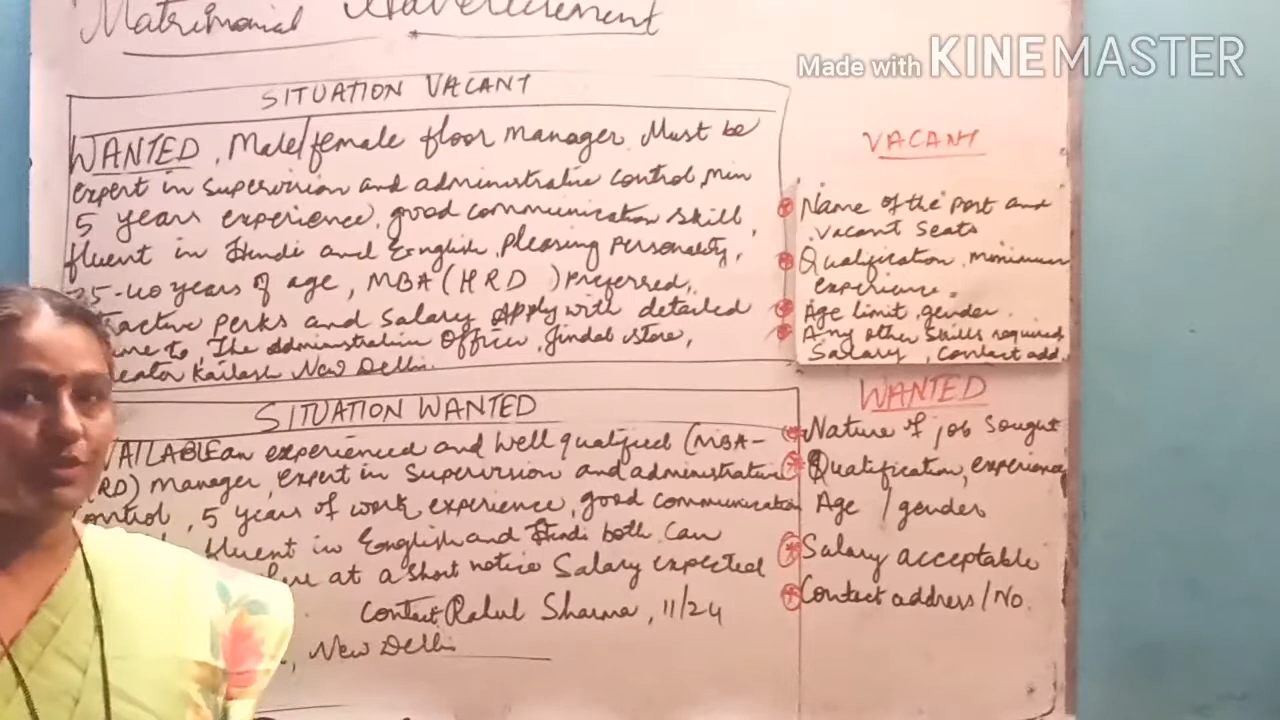 Matrimonial Advertisement
Made with KINEMASTER
SITUATION VACANT
WANTED, Male/female floor manager Must be
expert in supervision and administrative control, min
5 years experience, good communication skill,
fluent in Hindi and English, Pleasing Personality,
35-40 years of age, MBA (HRD) Preferred,
Perks and Salary Apply with detailed
to, The administration Officer, Jindal store,
Kailash New Delhi.
SITUATION WANTED
an experienced and well qualified (MBA-
RD) Manager, expert in supervision and administrative
ontrol, 5 years of work experience, good communication
fluent in English and Hindi both, Can
at a short notice Salary expected
Contact Rahul Sharma, 11/24
, New Delhi
VACANT
Name of the post and
vacant seats
Qualification, minimum
experience.
Age limit, gender.
Any other skills required
Salary, contact add.
WANTED
Nature of job sought
Qualification, experience
Age / gender
Salary acceptable
Contact address/No.